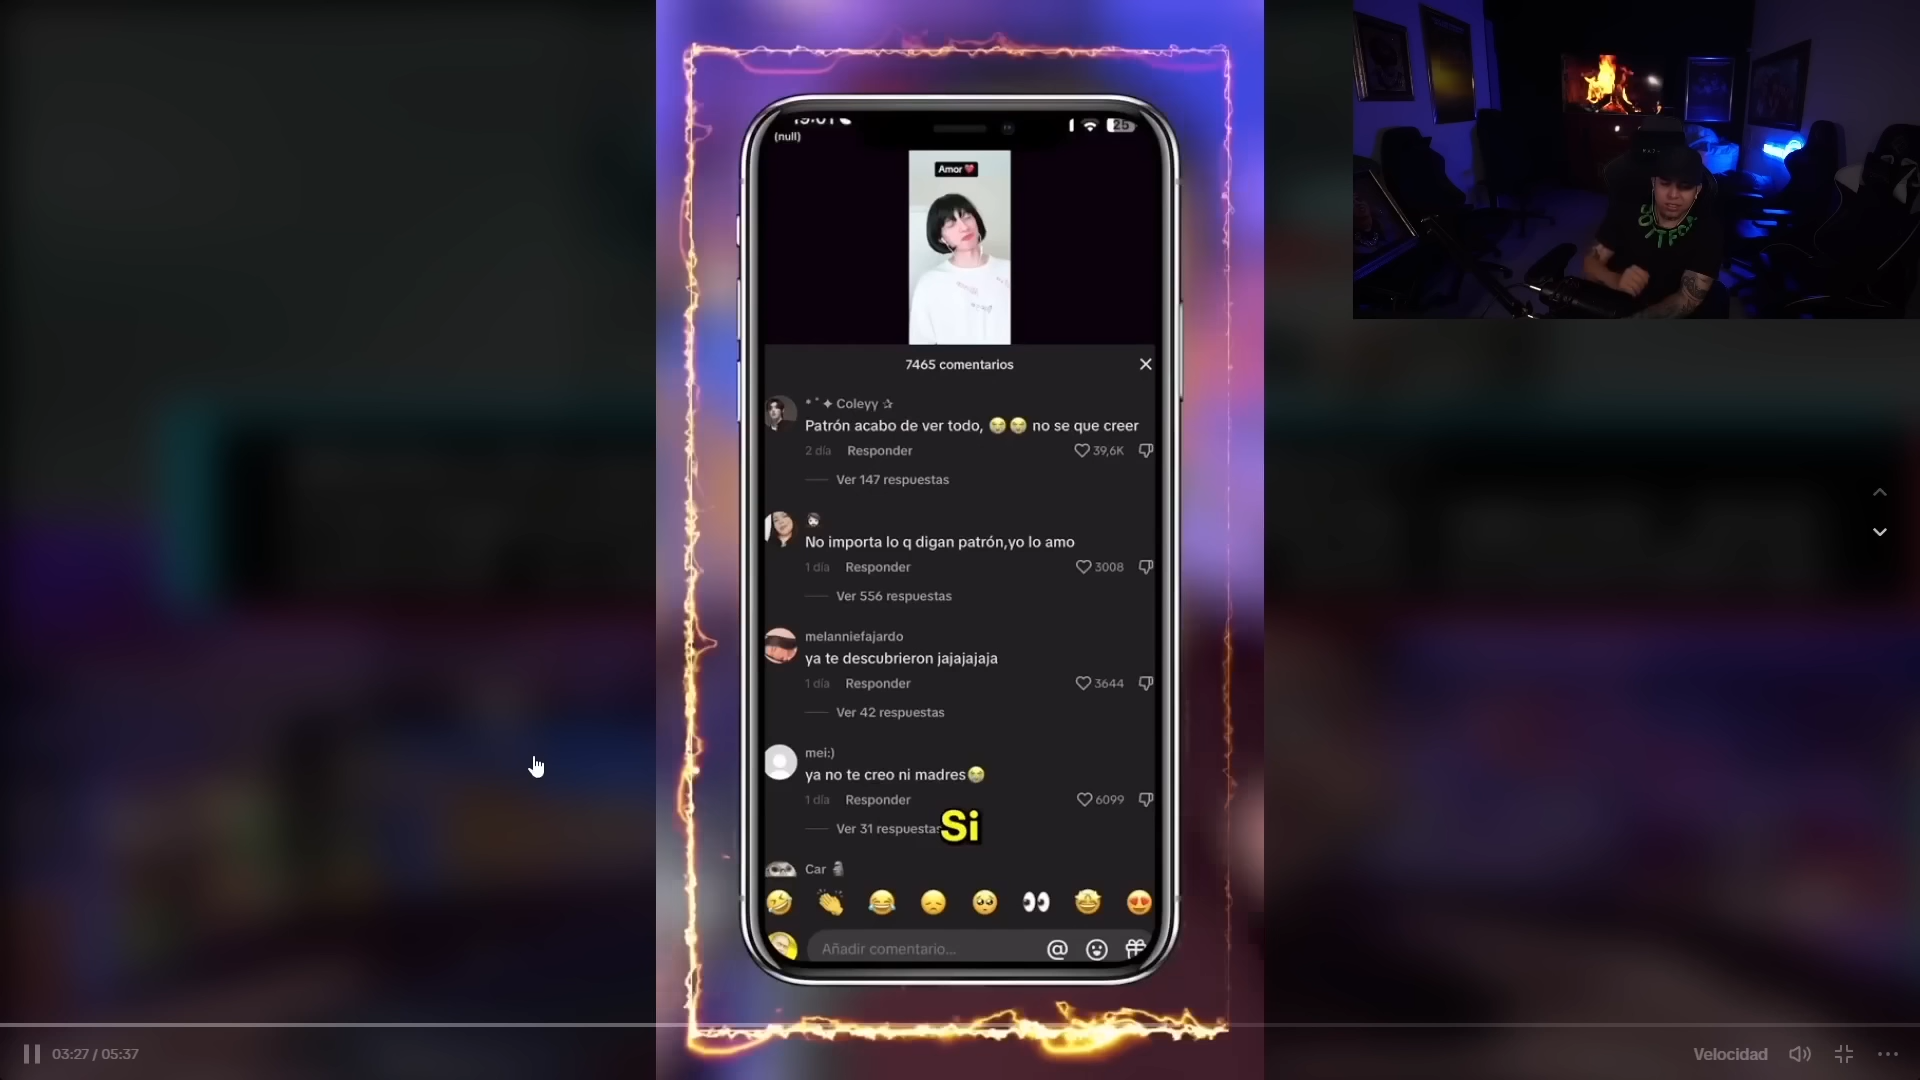 19:01
(null)
25
Amor ❤️
7465 comentarios
* ˚ ✦ Coleyy ✰
Patrón acabo de ver todo, 😭😭 no se que creer
2 día Responder 39,6K
Ver 147 respuestas
No importa lo q digan patrón,yo lo amo
1 día Responder 3008
Ver 556 respuestas
melanniefajardo
ya te descubrieron jajajajaja
1 día Responder 3644
Ver 42 respuestas
mei:)
ya no te creo ni madres😭
1 día Responder 6099
Ver 31 respuestas
Si
Car 🗿
🤣 👏 😂 😞 🥺 👀 🤩 😍
Añadir comentario...
03:27 / 05:37
Velocidad